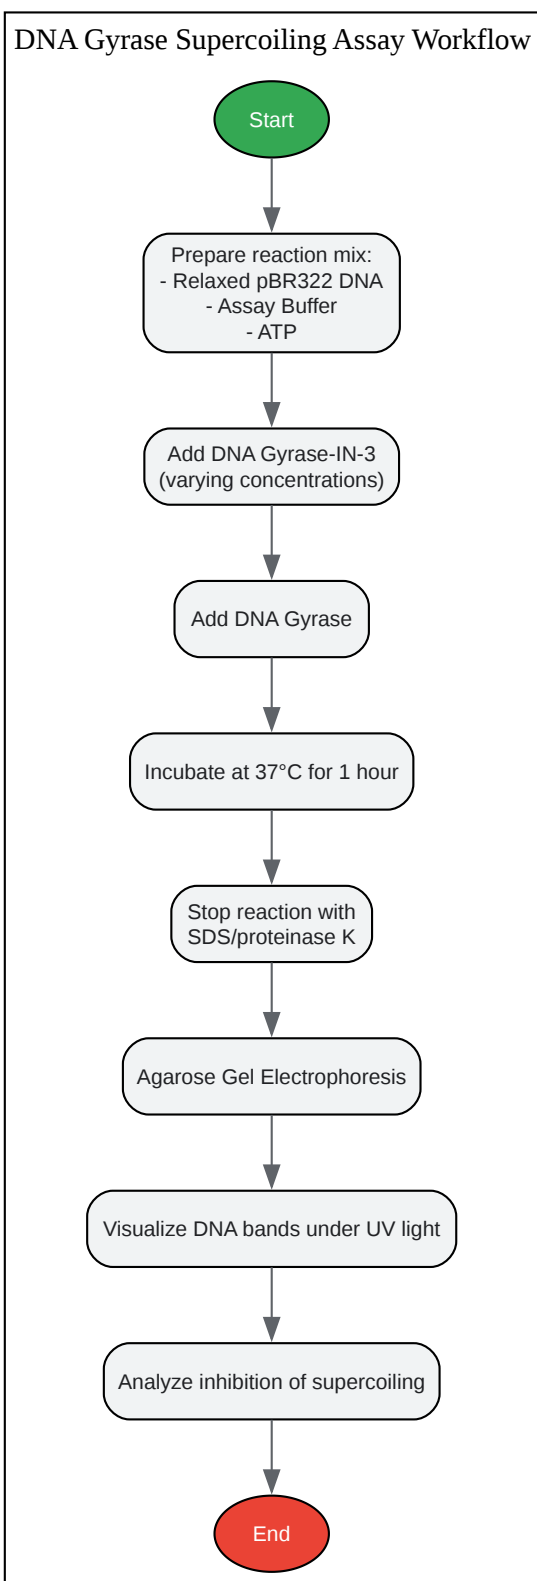 DNA Gyrase Supercoiling Assay Workflow
Start
Prepare reaction mix:
- Relaxed pBR322 DNA
- Assay Buffer
- ATP
Add DNA Gyrase-IN-3
(varying concentrations)
Add DNA Gyrase
Incubate at 37°C for 1 hour
Stop reaction with
SDS/proteinase K
Agarose Gel Electrophoresis
Visualize DNA bands under UV light
Analyze inhibition of supercoiling
End